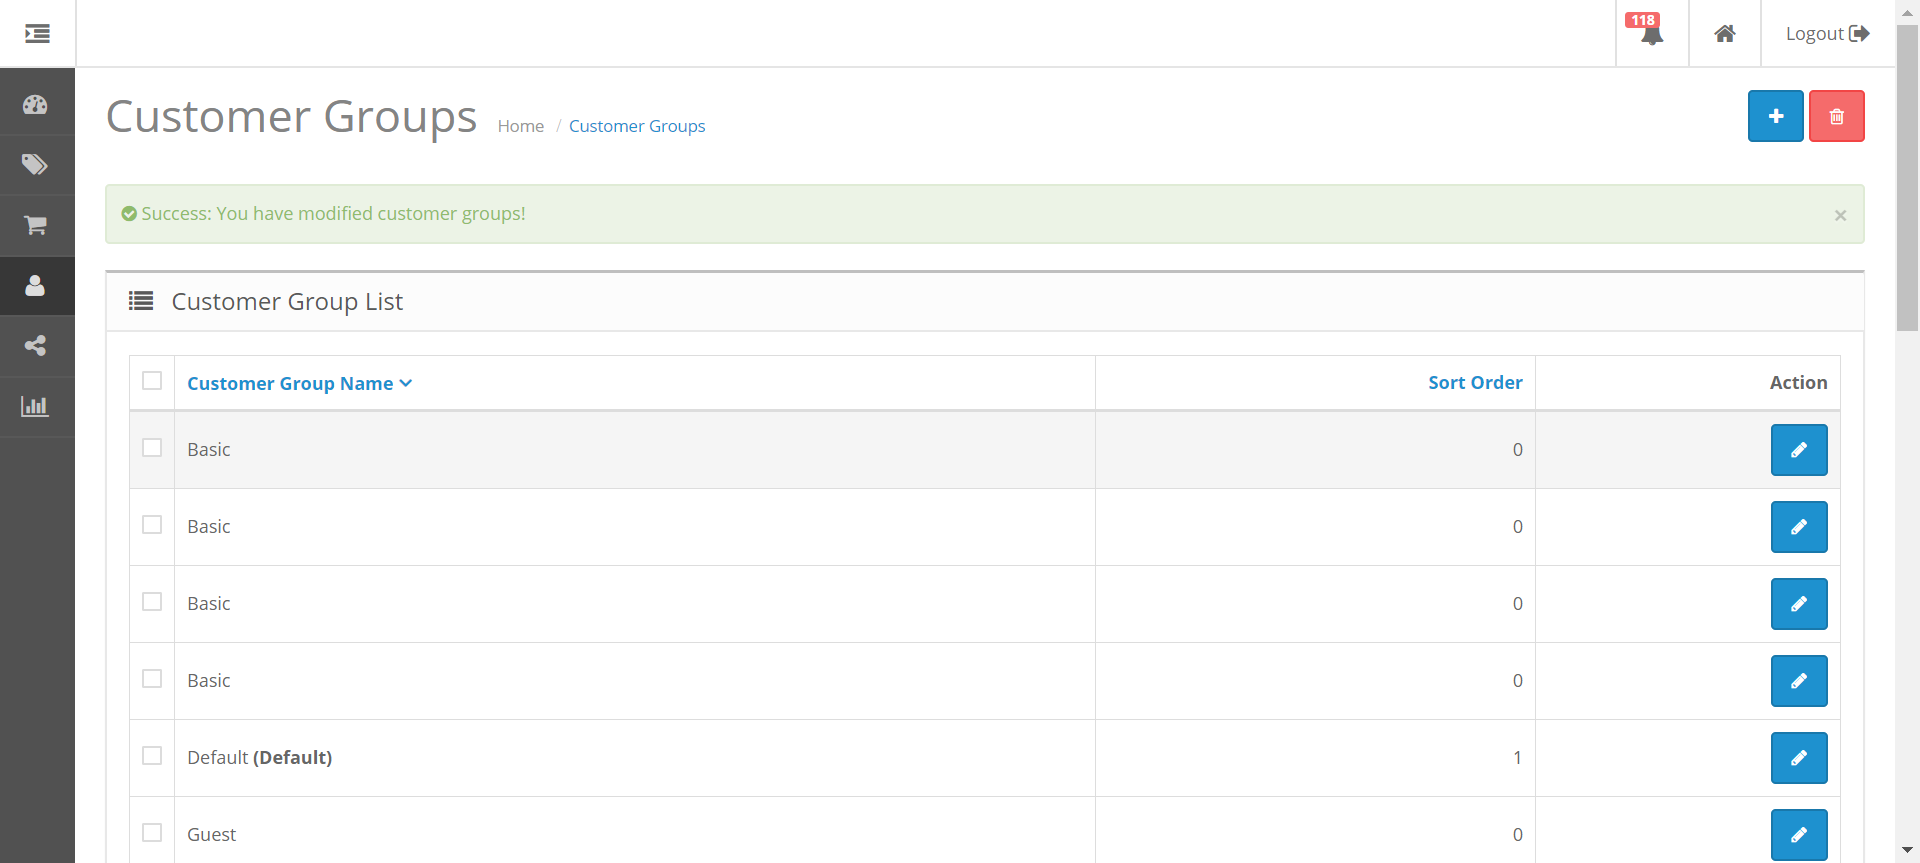 118
Logout
Customer Groups
Home / Customer Groups
Success: You have modified customer groups!
×
Customer Group List
Customer Group Name Sort Order Action
Basic 0
Basic 0
Basic 0
Basic 0
Default (Default) 1
Guest 0